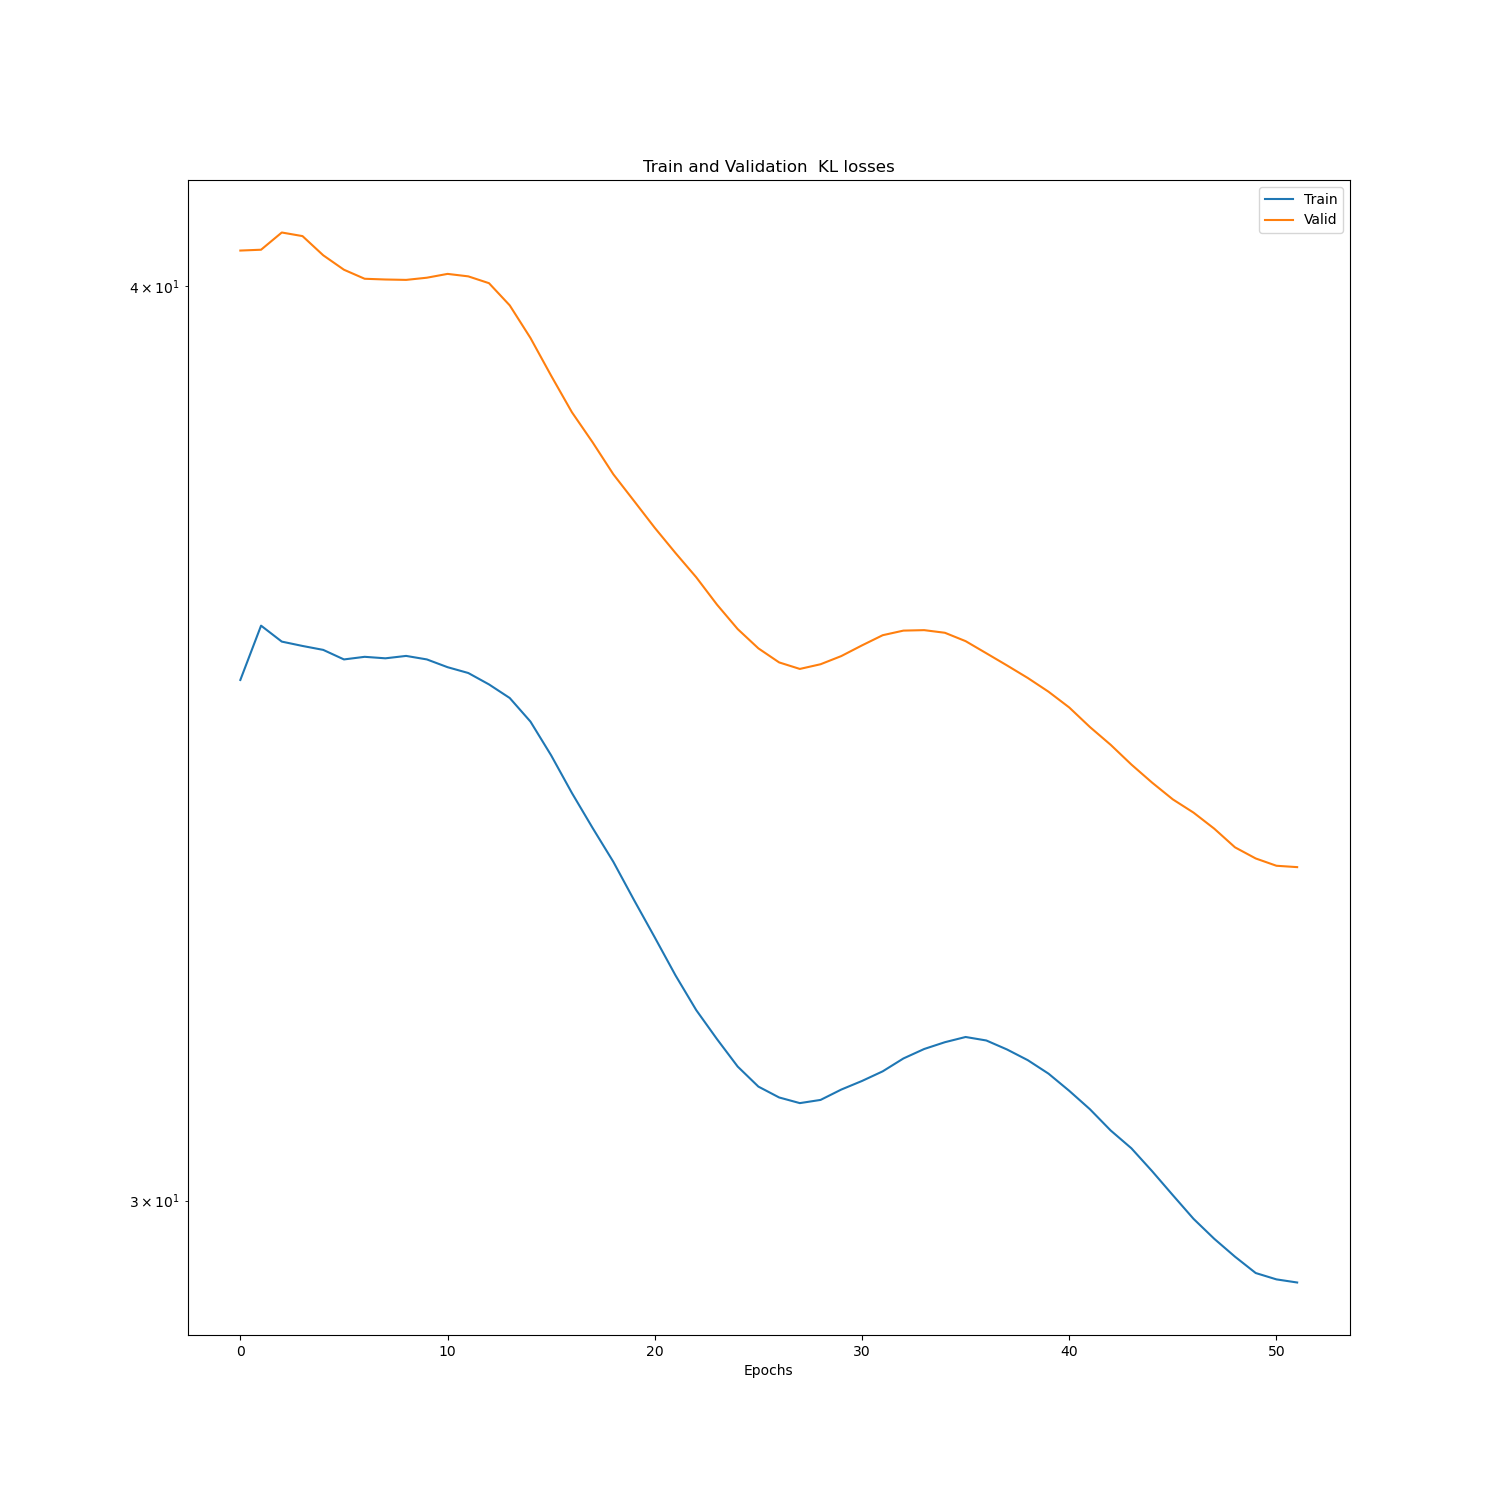 Train and Validation  KL losses
Train
Valid
4 × 10¹
3 × 10¹
0 10 20 30 40 50
Epochs